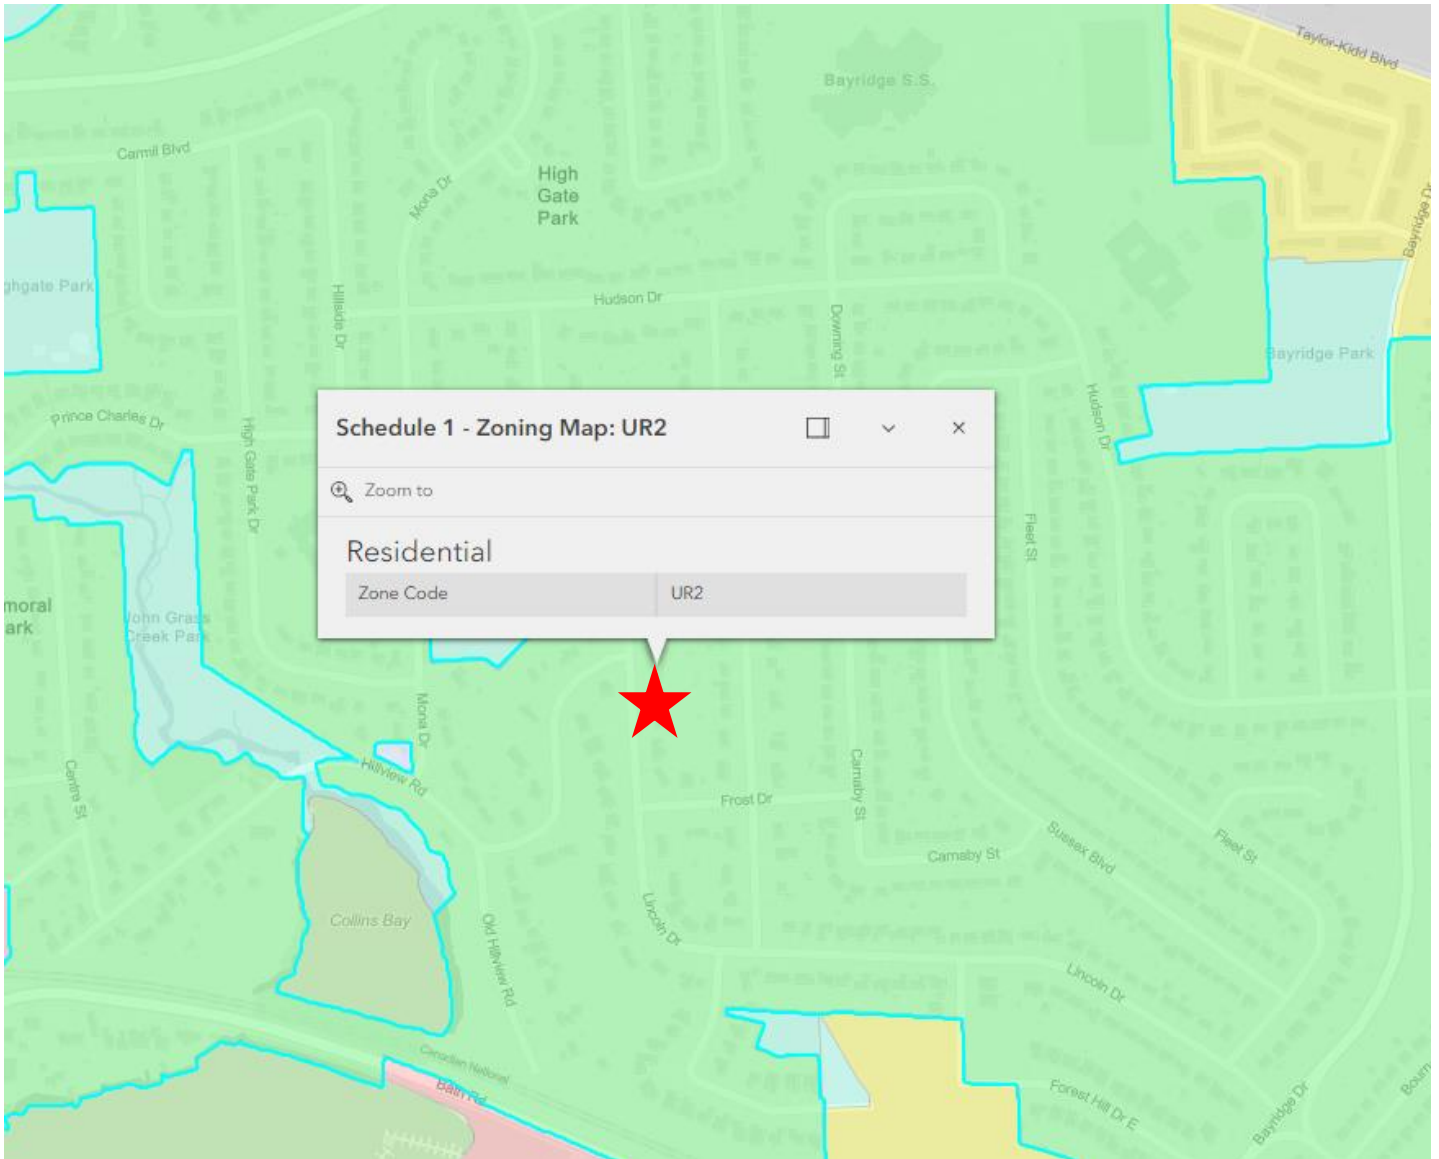 Taylor-Kidd Blvd
Bayridge S.S.
Carmil Blvd
High
Gate
Park
Mona Dr
Bayridge Dr
ghgate Park
Hillside Dr
Hudson Dr
Downing St
Bayridge Park
Prince Charles Dr
High Gate Park Dr
Hudson Dr
Schedule 1 - Zoning Map: UR2
Zoom to
Residential
Zone Code UR2
Fleet St
moral
ark
John Grass
Creek Park
Mona Dr
Hillview Rd
Centre St
Frost Dr
Carnaby St
Carnaby St
Sussex Blvd
Fleet St
Collins Bay
Old Hillview Rd
Lincoln Dr
Lincoln Dr
Canadian National
Bath Rd
Forest Hill Dr E
Bayridge Dr
Bourn